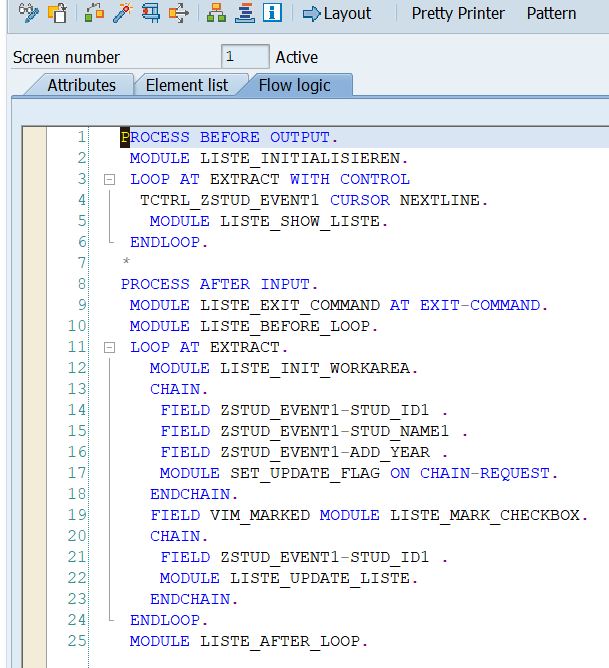 Layout Pretty Printer Pattern
Screen number 1 Active
Attributes Element list Flow logic
1 PROCESS BEFORE OUTPUT.
2 MODULE LISTE_INITIALISIEREN.
3 LOOP AT EXTRACT WITH CONTROL
4 TCTRL_ZSTUD_EVENT1 CURSOR NEXTLINE.
5 MODULE LISTE_SHOW_LISTE.
6 ENDLOOP.
7 *
8 PROCESS AFTER INPUT.
9 MODULE LISTE_EXIT_COMMAND AT EXIT-COMMAND.
10 MODULE LISTE_BEFORE_LOOP.
11 LOOP AT EXTRACT.
12 MODULE LISTE_INIT_WORKAREA.
13 CHAIN.
14 FIELD ZSTUD_EVENT1-STUD_ID1 .
15 FIELD ZSTUD_EVENT1-STUD_NAME1 .
16 FIELD ZSTUD_EVENT1-ADD_YEAR .
17 MODULE SET_UPDATE_FLAG ON CHAIN-REQUEST.
18 ENDCHAIN.
19 FIELD VIM_MARKED MODULE LISTE_MARK_CHECKBOX.
20 CHAIN.
21 FIELD ZSTUD_EVENT1-STUD_ID1 .
22 MODULE LISTE_UPDATE_LISTE.
23 ENDCHAIN.
24 ENDLOOP.
25 MODULE LISTE_AFTER_LOOP.